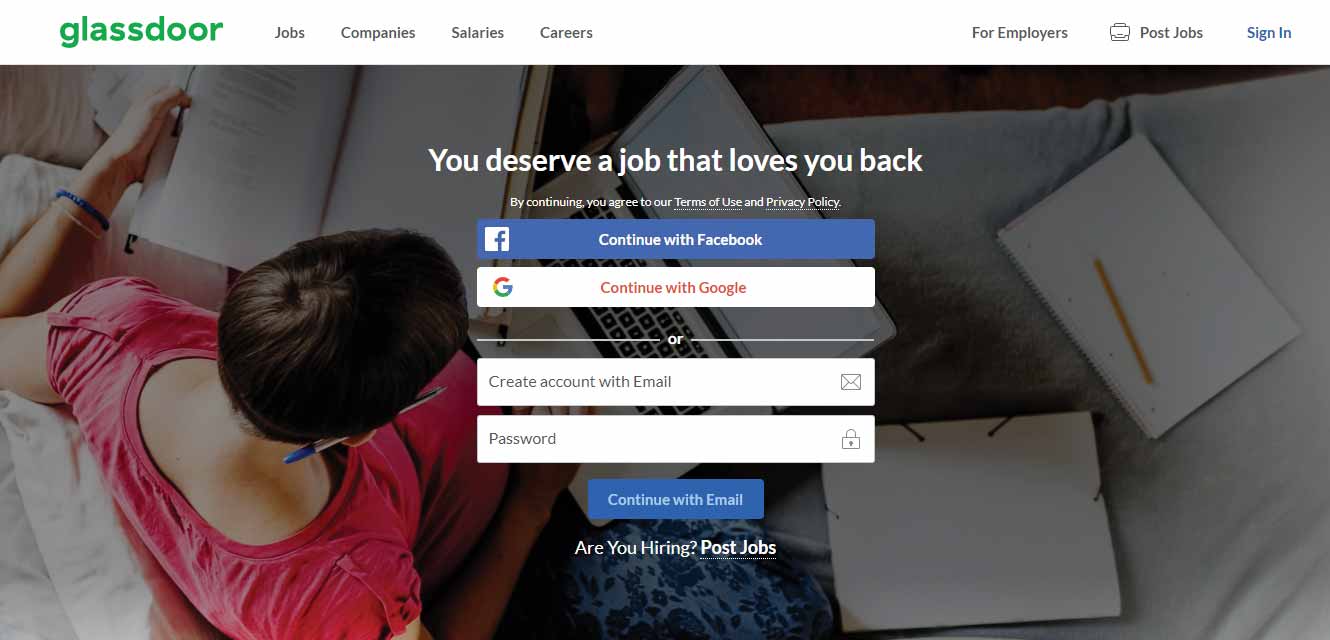 glassdoor Jobs Companies Salaries Careers For Employers Post Jobs Sign In
You deserve a job that loves you back
By continuing, you agree to our Terms of Use and Privacy Policy.
Continue with Facebook
Continue with Google
or
Create account with Email
Password
Continue with Email
Are You Hiring? Post Jobs